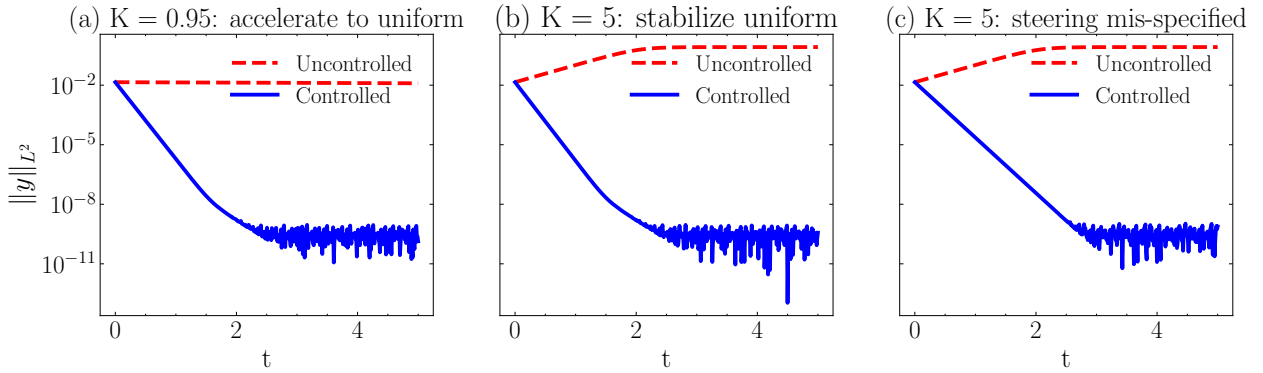 (a) K = 0.95: accelerate to uniform
(b) K = 5: stabilize uniform
(c) K = 5: steering mis-specified
Uncontrolled
Controlled
Uncontrolled
Controlled
Uncontrolled
Controlled
10⁻²
10⁻⁵
10⁻⁸
10⁻¹¹
‖y‖_{L²}
0 2 4
0 2 4
0 2 4
t
t
t